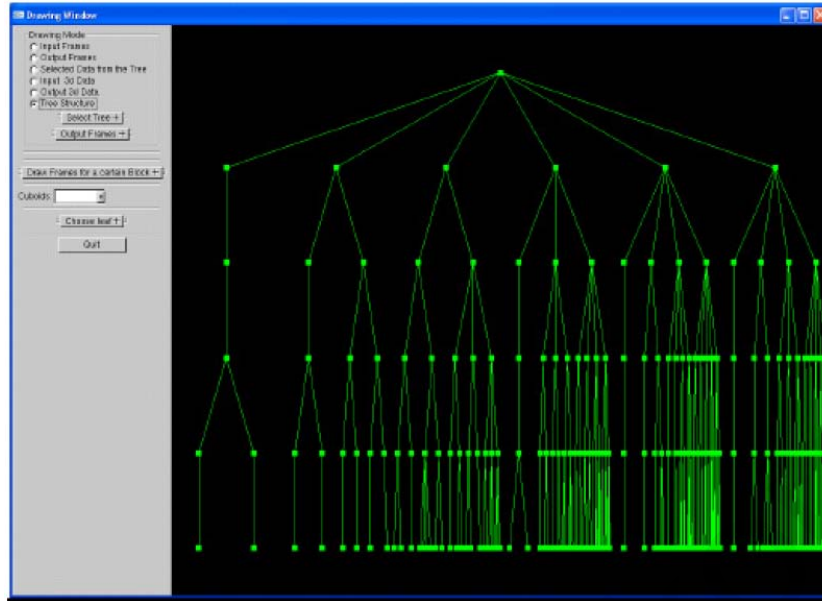 Drawing Window
Drawing Mode
Input Frames
Output Frames
Selected Data from the Tree
Input 3d Data
Output 3d Data
Tree Structure
Select Tree +
Output Frames +
Draw Frames for a certain Block +
Cuboids:
Choose leaf +
Quit